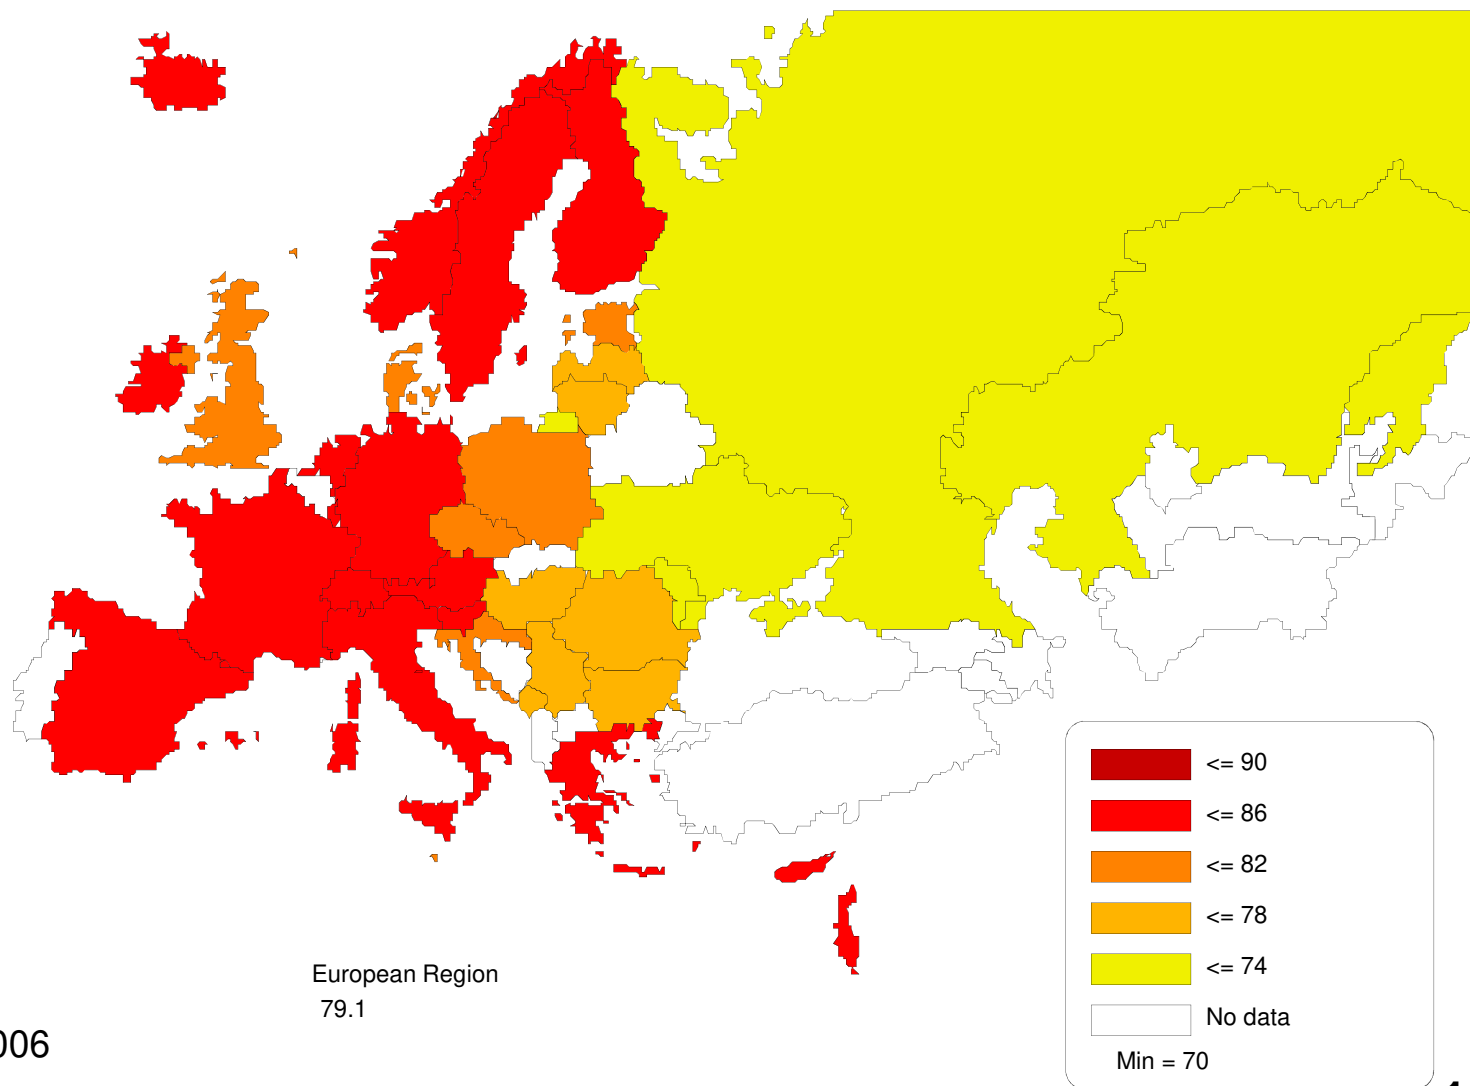 <= 90
<= 86
<= 82
<= 78
<= 74
No data
Min = 70
European Region
79.1
006